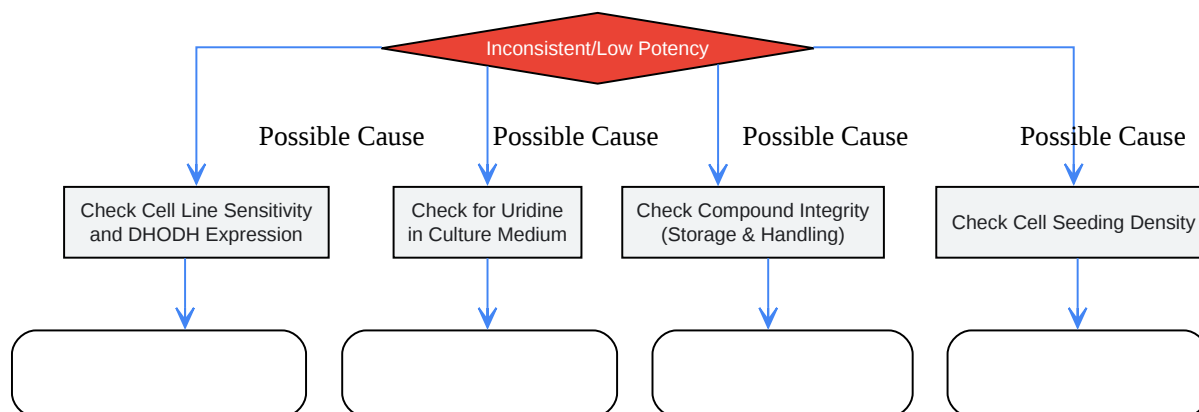 Inconsistent/Low Potency
Possible Cause
Possible Cause
Possible Cause
Possible Cause
Check Cell Line Sensitivity
and DHODH Expression
Check for Uridine
in Culture Medium
Check Compound Integrity
(Storage & Handling)
Check Cell Seeding Density